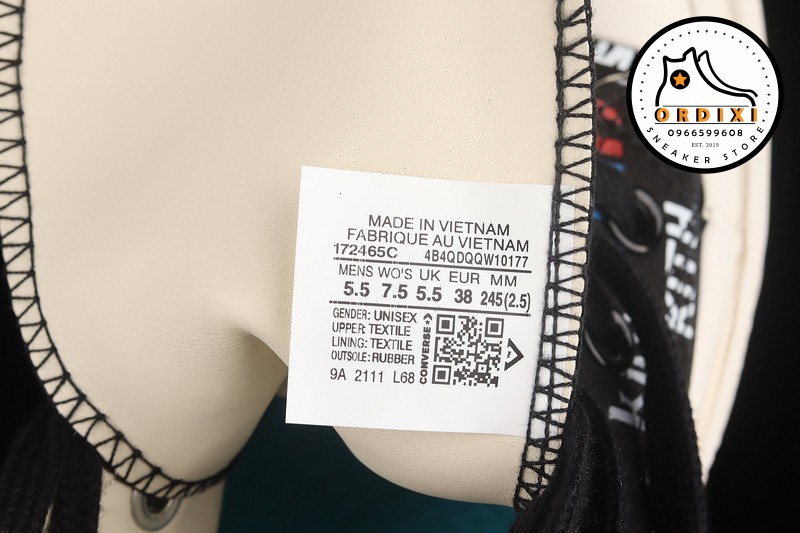 ORDIXI
0966599608
EST. 2019
SNEAKER STORE
MADE IN VIETNAM
FABRIQUE AU VIETNAM
172465C 4B4QDQQW10177
MENS WO'S UK EUR MM
5.5 7.5 5.5 38 245(2.5)
GENDER: UNISEX
UPPER: TEXTILE
LINING: TEXTILE
OUTSOLE: RUBBER
9A 2111 L68
CONVERSE